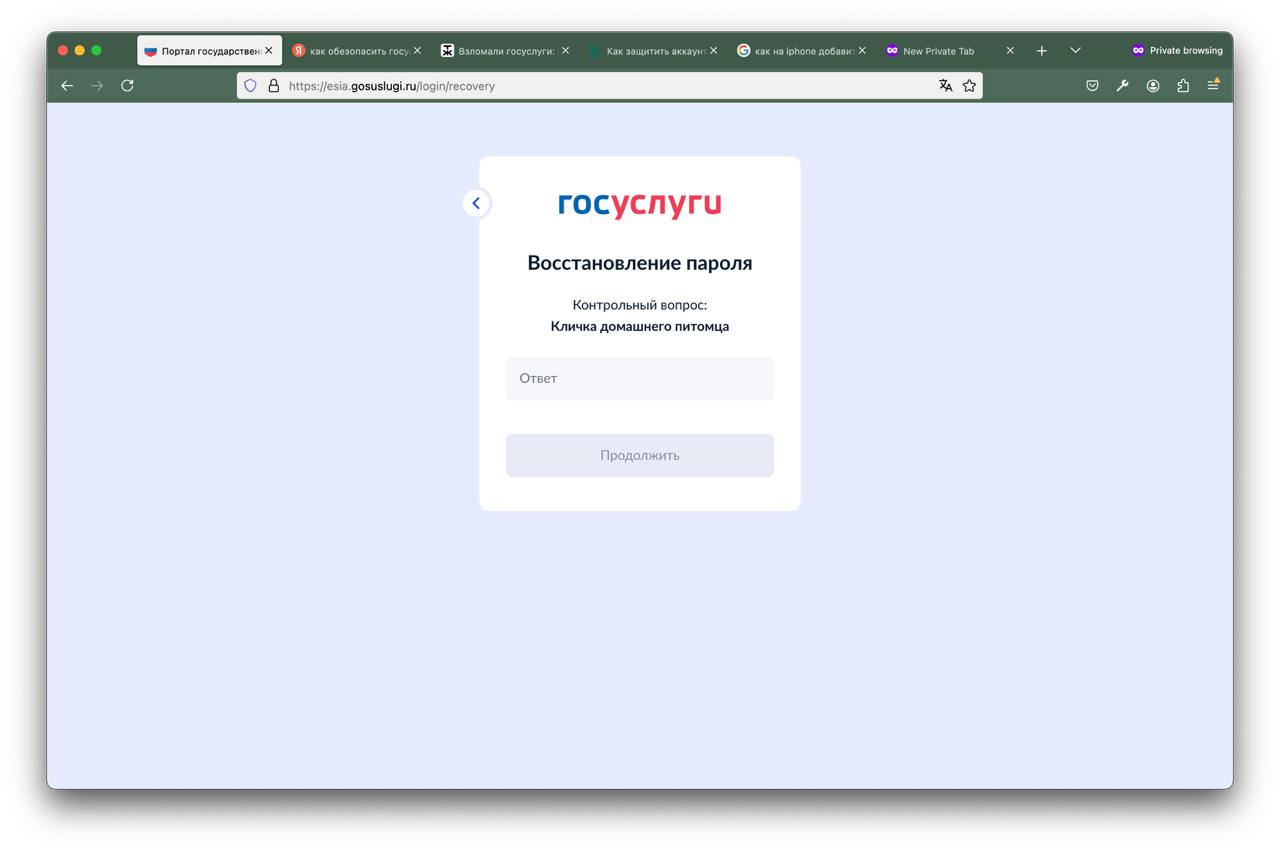 Портал государствен
как обезопасить госу
Взломали госуслуги:
Как защитить аккаунт
как на iphone добавит
New Private Tab
Private browsing
https://esia.gosuslugi.ru/login/recovery
госуслуги
Восстановление пароля
Контрольный вопрос:
Кличка домашнего питомца
Ответ
Продолжить